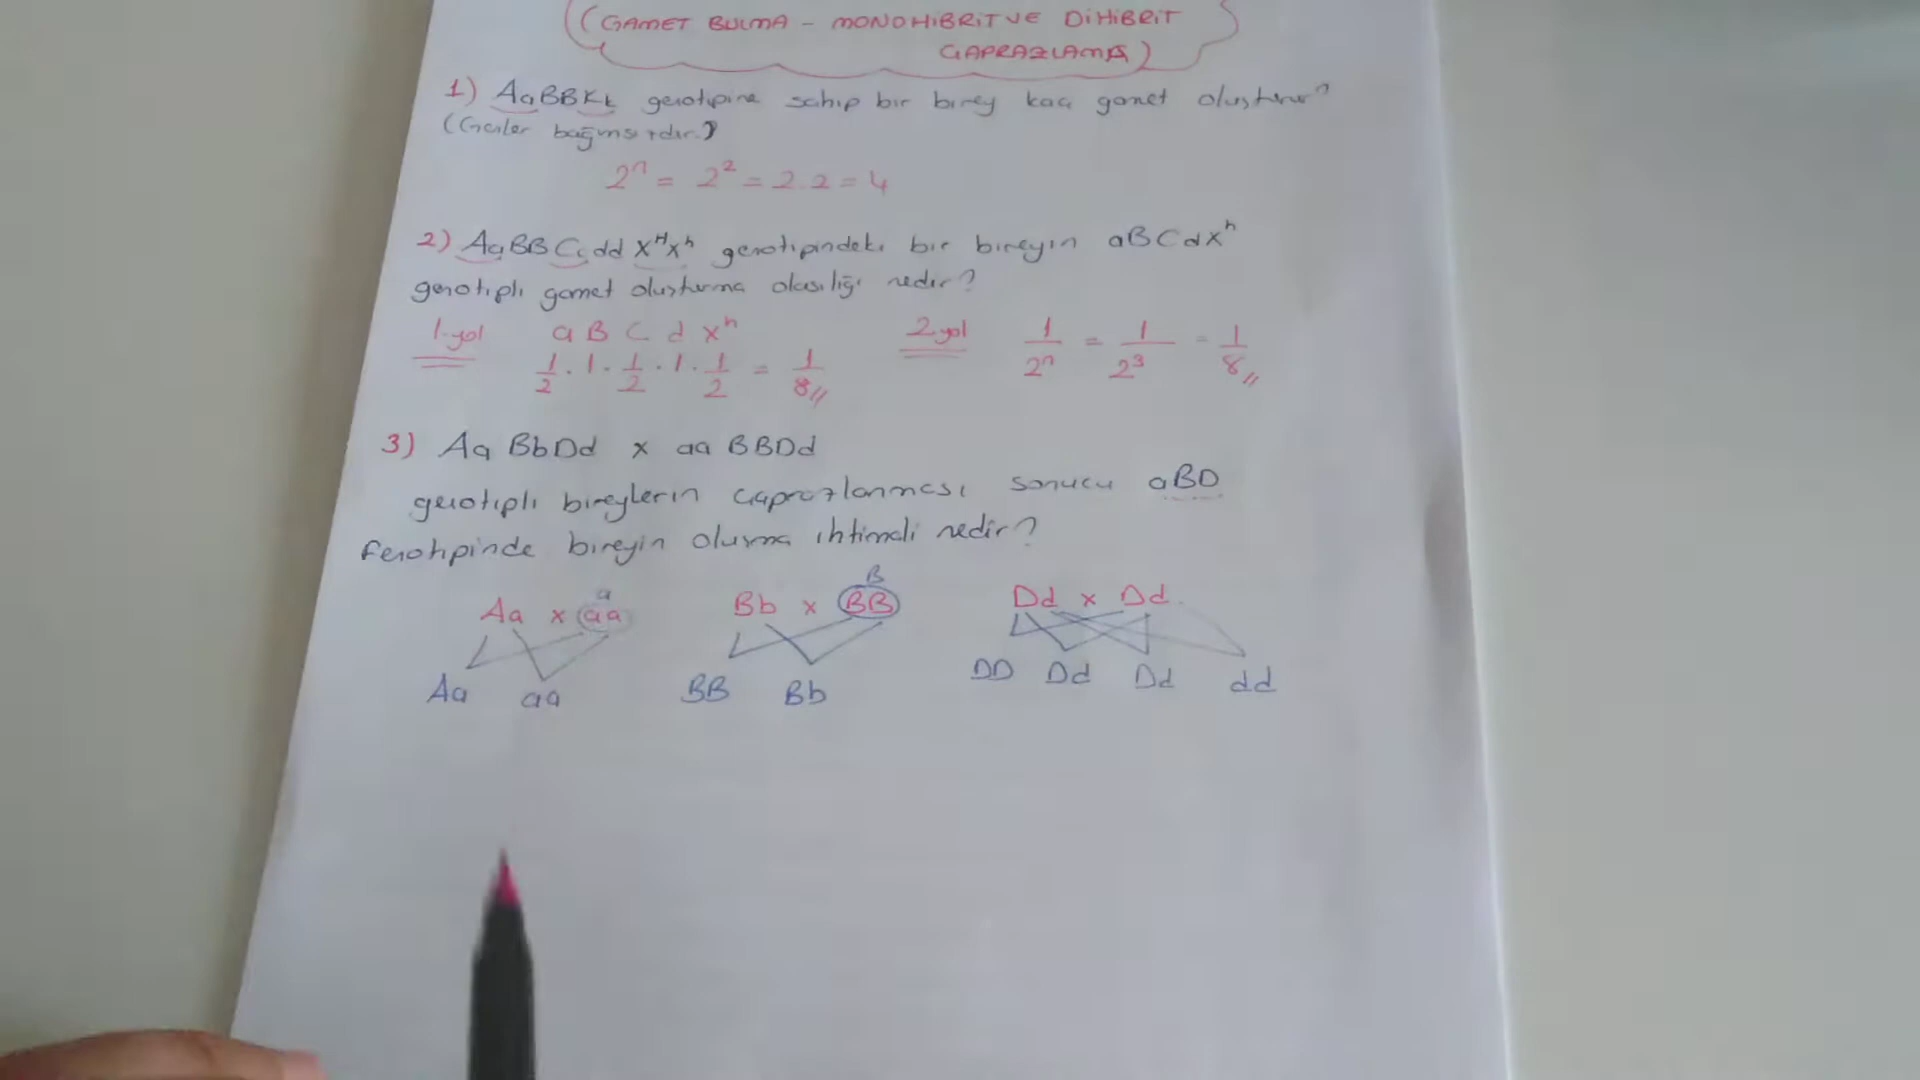 (GAMET BULMA - MONOHİBRİT VE DİHİBRİT
ÇAPRAZLAMA)
1) AaBBKk genotipine sahip bir birey kaç gamet oluşturur?
(Genler bağımsızdır.)
2ⁿ = 2² = 2.2 = 4
2) AaBBCcdd XᴴXʰ genotipindeki bir bireyin aBCdXʰ
genotipli gamet oluşturma olasılığı nedir?
1.yol a B C d Xʰ 2.yol 1/2ⁿ = 1/2³ = 1/8//
1/2 . 1 . 1/2 . 1 . 1/2 = 1/8//
3) Aa BbDd x aa BBDd
genotipli bireylerin çaprazlanması sonucu aBD
fenotipinde bireyin oluşma ihtimali nedir?
a B
Aa x aa Bb x BB Dd x Dd
Aa aa BB Bb DD Dd Dd dd